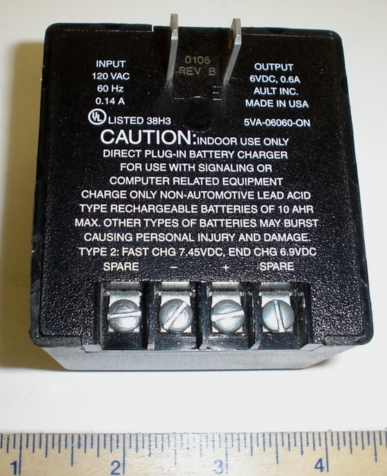 0106
REV B
INPUT
120 VAC
60 Hz
0.14 A
OUTPUT
6VDC, 0.6A
AULT INC.
MADE IN USA
UL LISTED 38H3
5VA-06060-ON
CAUTION: INDOOR USE ONLY
DIRECT PLUG-IN BATTERY CHARGER
FOR USE WITH SIGNALING OR
COMPUTER RELATED EQUIPMENT
CHARGE ONLY NON-AUTOMOTIVE LEAD ACID
TYPE RECHARGEABLE BATTERIES OF 10 AHR
MAX. OTHER TYPES OF BATTERIES MAY BURST
CAUSING PERSONAL INJURY AND DAMAGE.
TYPE 2: FAST CHG 7.45VDC, END CHG 6.9VDC
SPARE - + SPARE
1 2 3 4